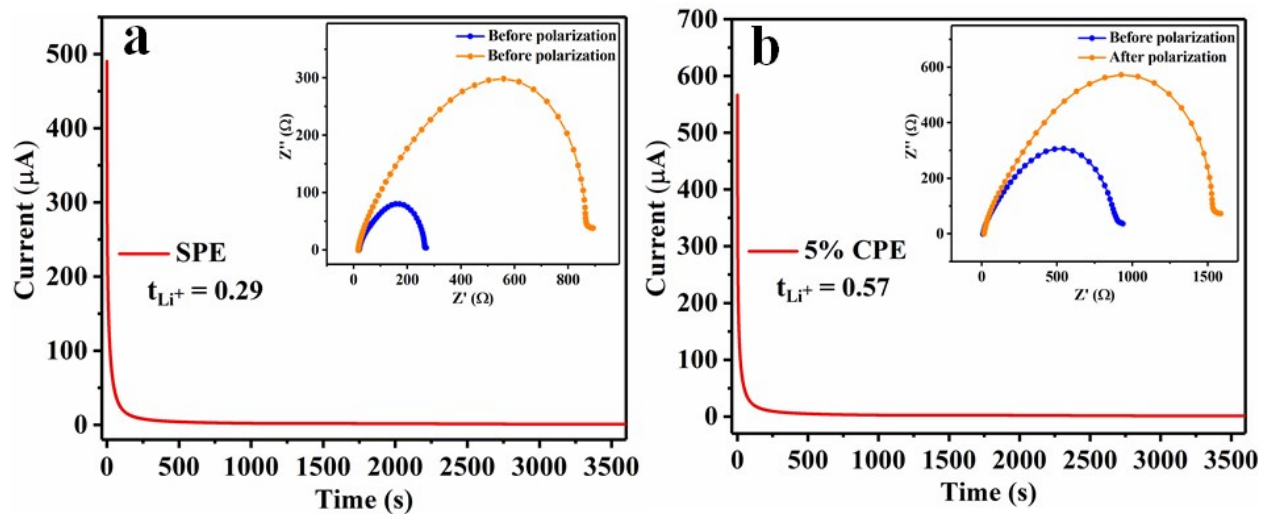 a
Current (μA)
500
400
300
200
100
0
0
500
1000
1500
2000
2500
3000
3500
Time (s)
SPE
tLi+ = 0.29
Before polarization
Before polarization
Z'' (Ω)
300
200
100
0
0
200
400
600
800
Z' (Ω)
b
Current (μA)
700
600
500
400
300
200
100
0
0
500
1000
1500
2000
2500
3000
3500
Time (s)
5% CPE
tLi+ = 0.57
Before polarization
After polarization
Z'' (Ω)
600
400
200
0
0
500
1000
1500
Z' (Ω)